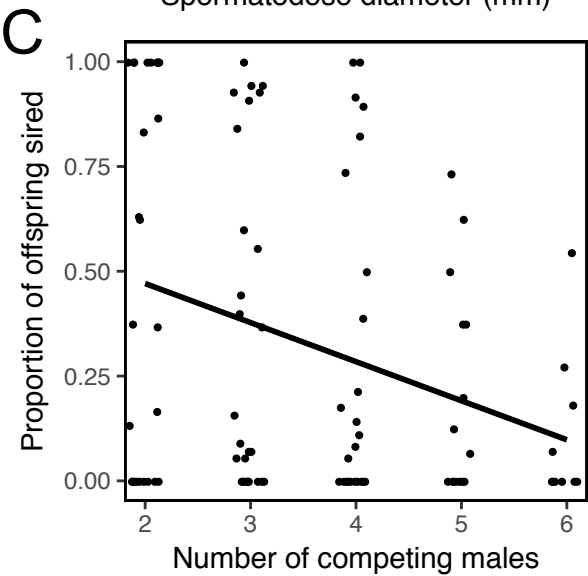 Spermatodose diameter (mm)
C
Proportion of offspring sired
1.00
0.75
0.50
0.25
0.00
2 3 4 5 6
Number of competing males